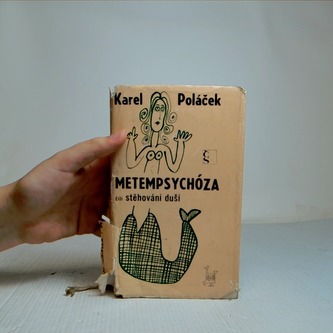 Karel Poláček
METEMPSYCHÓZA
čili stěhování duší